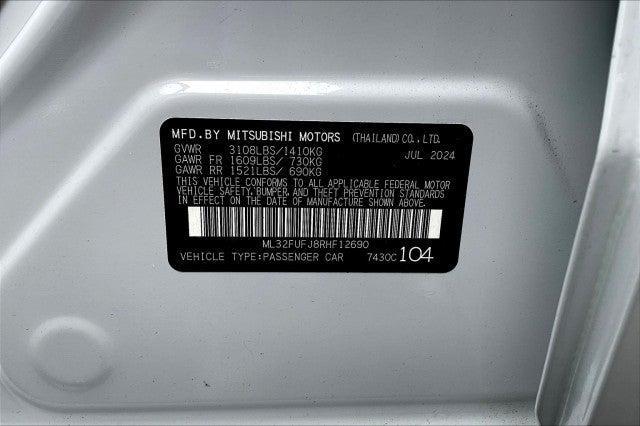 MFD.BY MITSUBISHI MOTORS (THAILAND) CO., LTD.
GVWR 3108LBS/1410KG JUL 2024
GAWR FR 1609LBS/ 730KG
GAWR RR 1521LBS/ 690KG
THIS VEHICLE CONFORMS TO ALL APPLICABLE FEDERAL MOTOR
VEHICLE SAFETY, BUMPER, AND THEFT PREVENTION STANDARDS
IN EFFECT ON THE DATE OF MANUFACTURE SHOWN ABOVE.
ML32FUFJ8RHF12690
VEHICLE TYPE:PASSENGER CAR 7430C 104